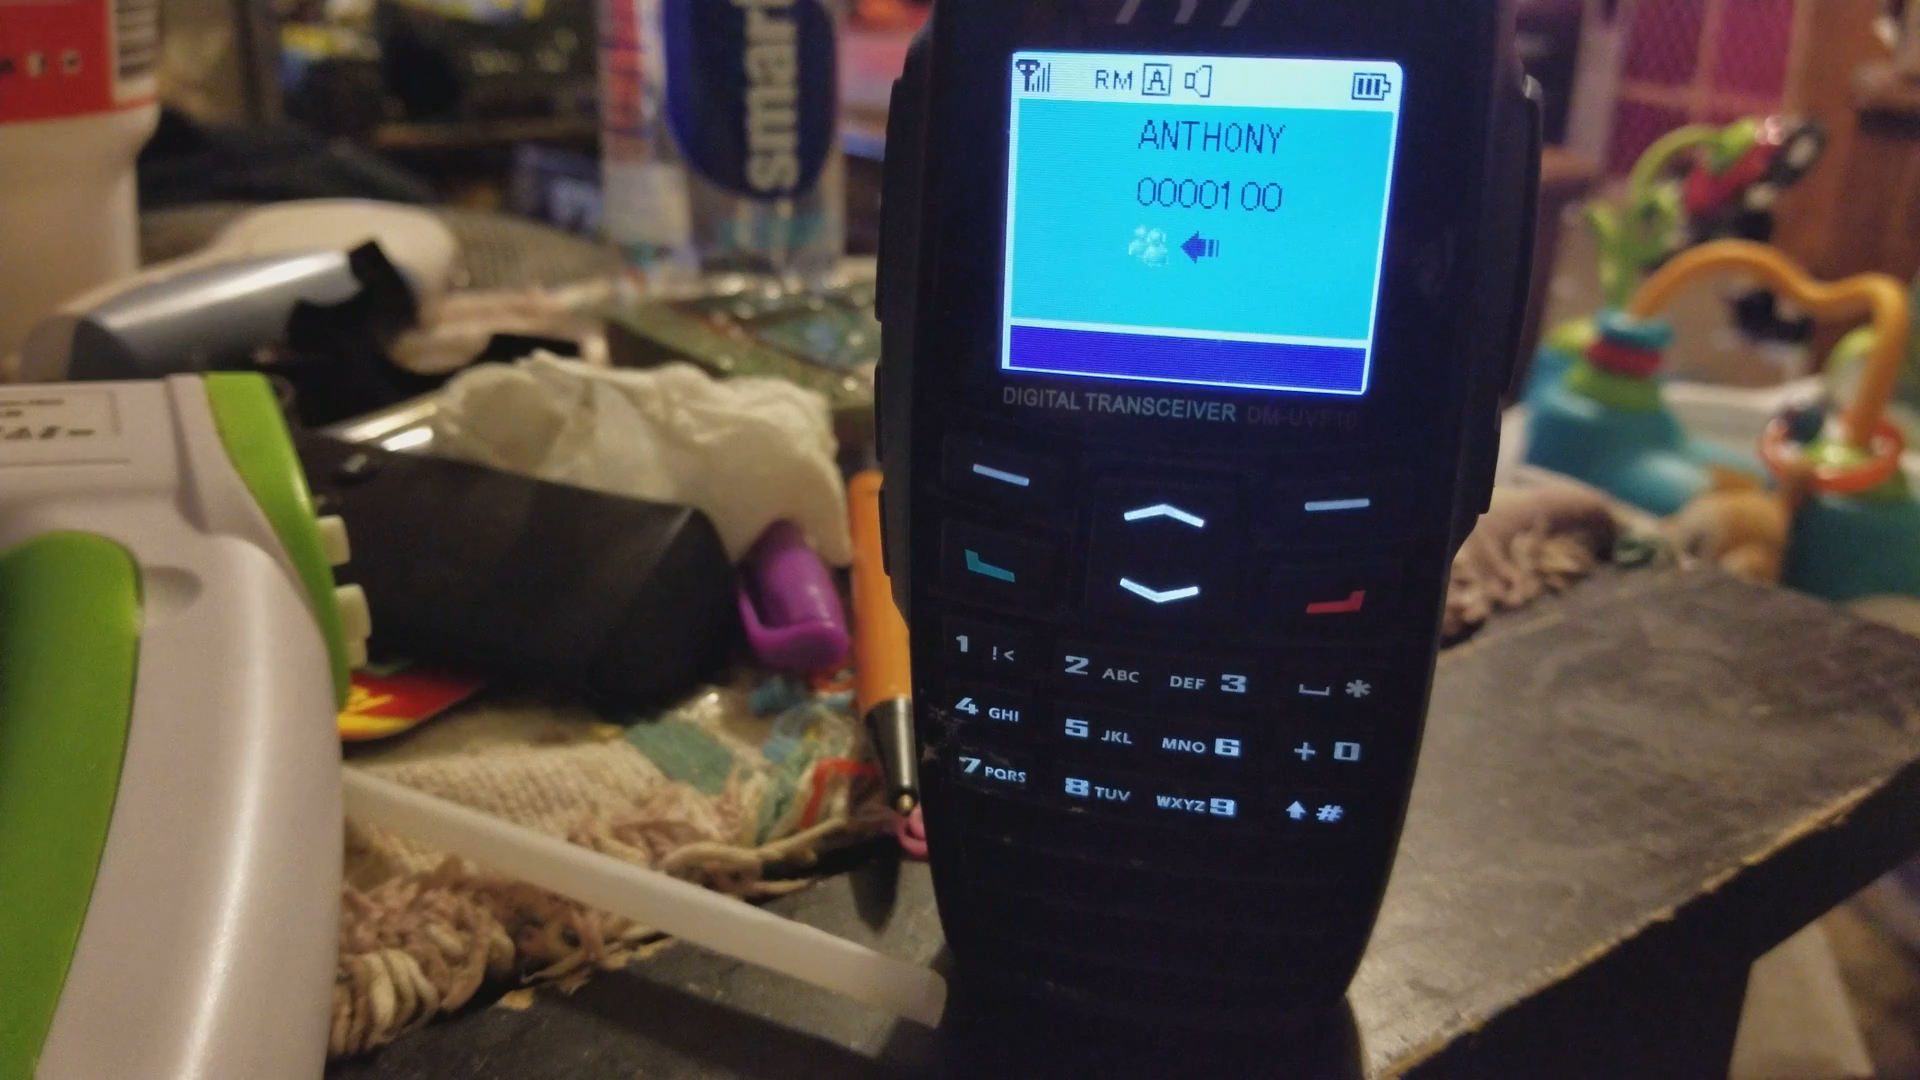 smart
RM A
ANTHONY
0000100
DIGITAL TRANSCEIVER
1 !<
2 ABC
DEF 3
*
4 GHI
5 JKL
MNO 6
+ 0
7 PQRS
8 TUV
WXYZ 9
#